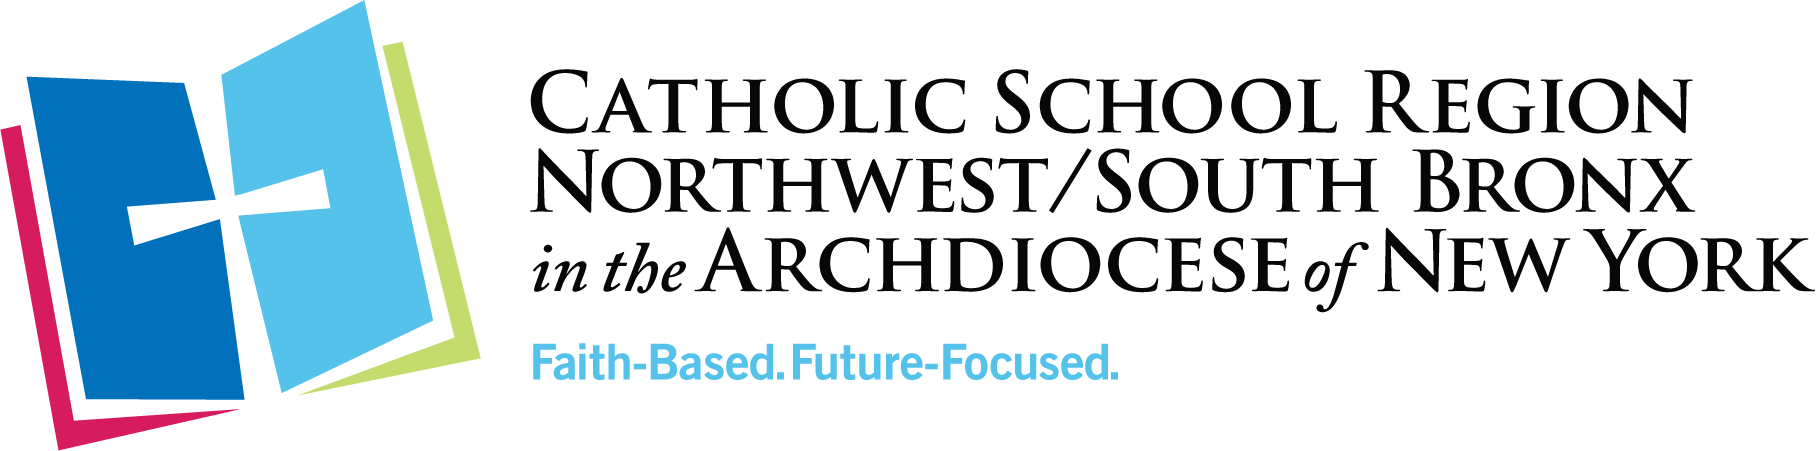 Catholic School Region
Northwest/South Bronx
in the Archdiocese of New York
Faith-Based. Future-Focused.